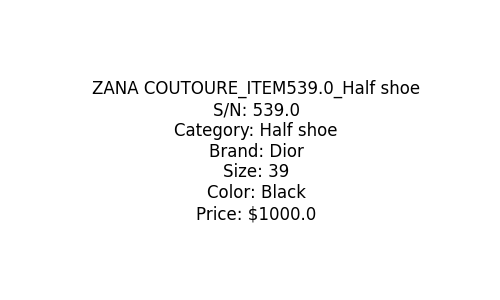 ZANA COUTOURE_ITEM539.0_Half shoe
S/N: 539.0
Category: Half shoe
Brand: Dior
Size: 39
Color: Black
Price: $1000.0